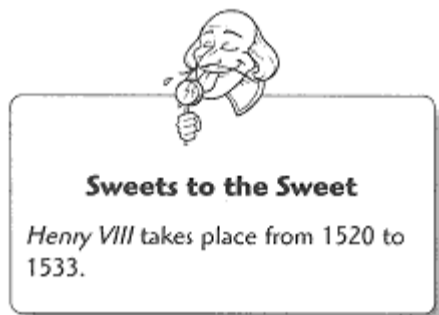 Sweets to the Sweet
Henry VIII takes place from 1520 to
1533.